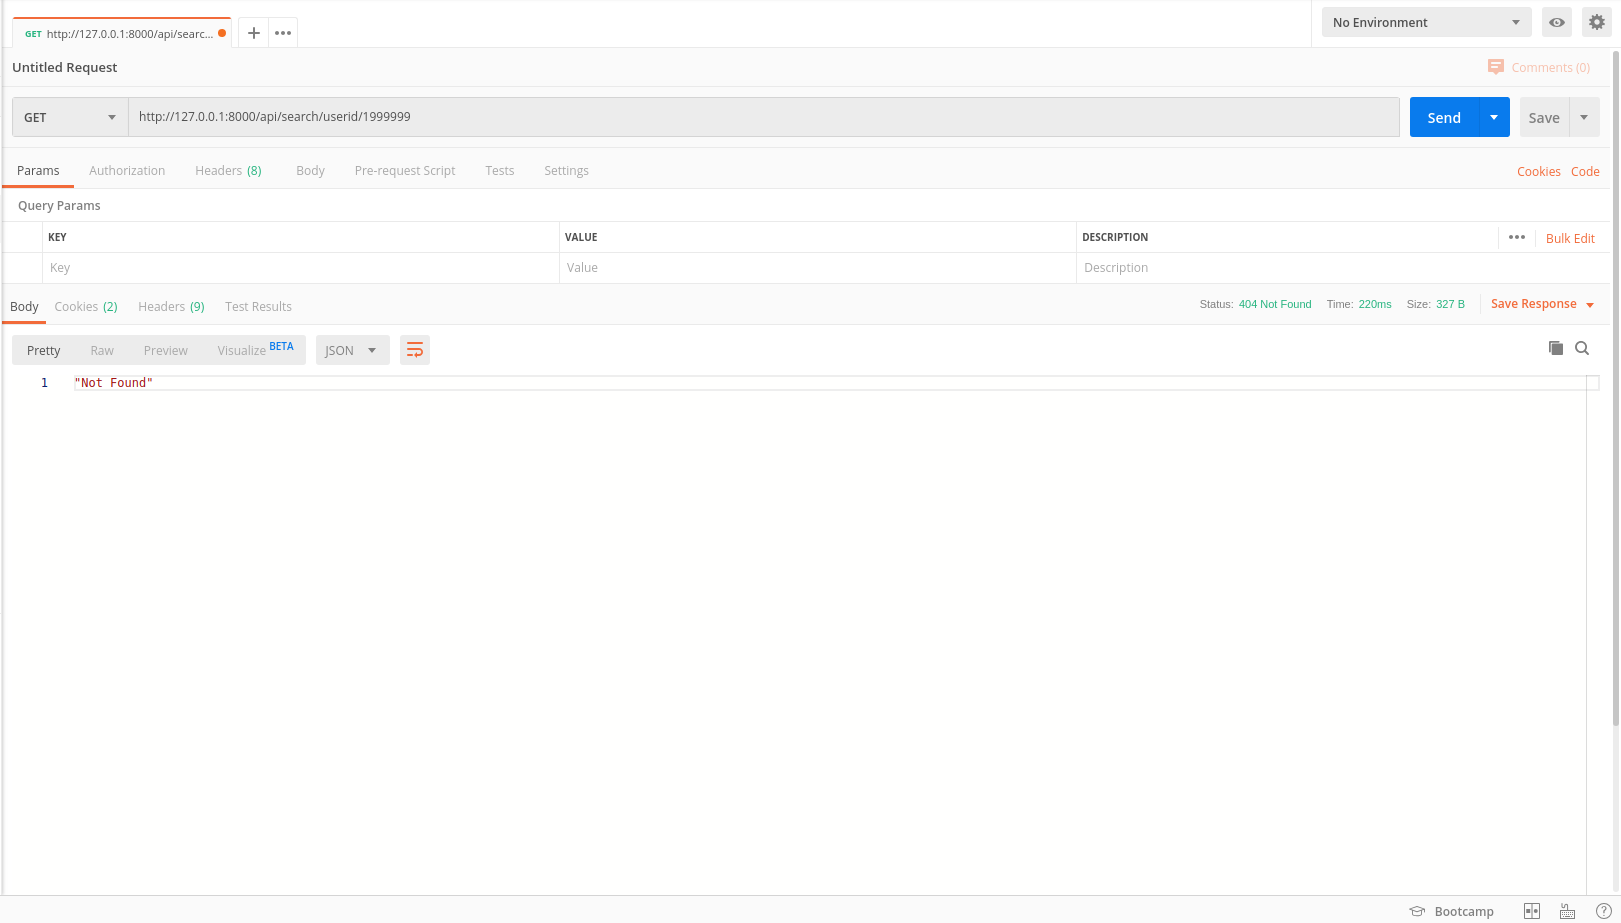 GET http://127.0.0.1:8000/api/searc...
No Environment
Untitled Request
Comments (0)
GET http://127.0.0.1:8000/api/search/userid/1999999 Send Save
Params Authorization Headers (8) Body Pre-request Script Tests Settings Cookies Code
Query Params
KEY VALUE DESCRIPTION Bulk Edit
Key Value Description
Body Cookies (2) Headers (9) Test Results Status: 404 Not Found Time: 220ms Size: 327 B Save Response
Pretty Raw Preview Visualize BETA JSON
1 "Not Found"
Bootcamp